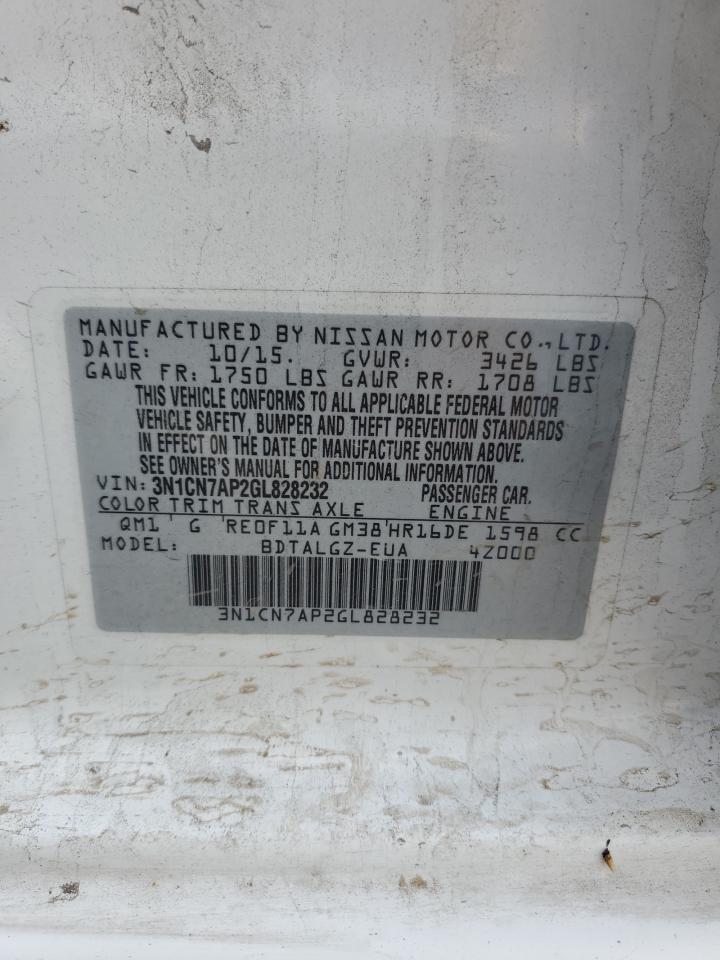 MANUFACTURED BY NISSAN MOTOR CO., LTD.
DATE: 10/15. GVWR: 3426 LBS
GAWR FR: 1750 LBS GAWR RR: 1708 LBS
THIS VEHICLE CONFORMS TO ALL APPLICABLE FEDERAL MOTOR
VEHICLE SAFETY, BUMPER AND THEFT PREVENTION STANDARDS
IN EFFECT ON THE DATE OF MANUFACTURE SHOWN ABOVE.
SEE OWNER'S MANUAL FOR ADDITIONAL INFORMATION.
VIN: 3N1CN7AP2GL828232 PASSENGER CAR.
COLOR TRIM TRANS AXLE ENGINE
QM1 G RE0F11A GM38 HR16DE 1598 CC
MODEL: BDTALGZ-EUA 4Z000
3N1CN7AP2GL828232